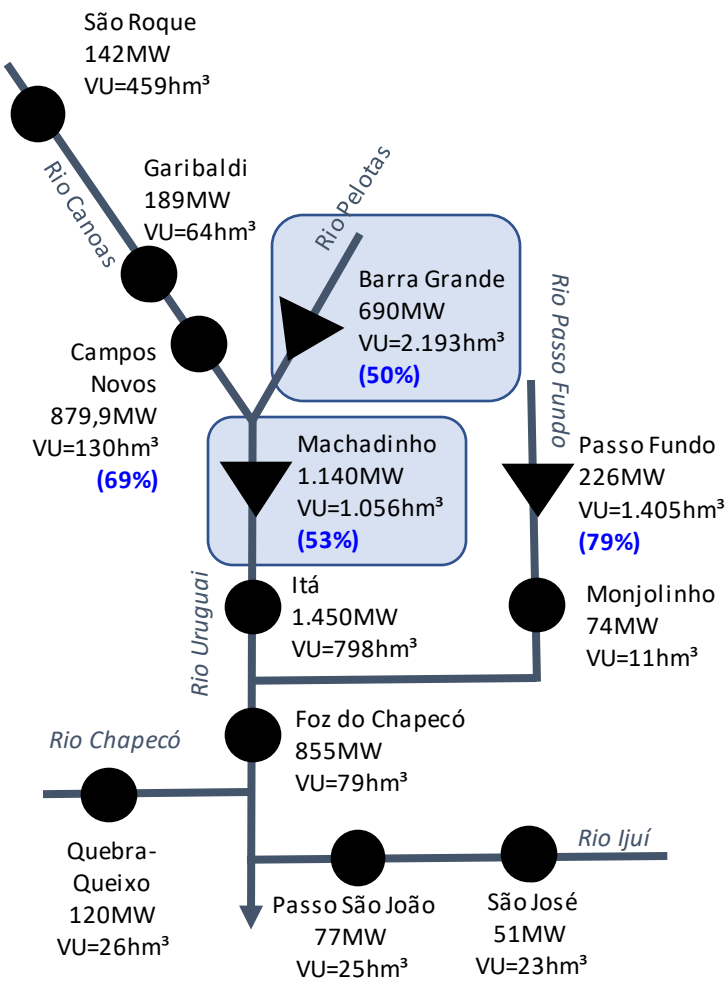 São Roque
142MW
VU=459hm³
Rio Canoas
Garibaldi
189MW
VU=64hm³
Rio Pelotas
Barra Grande
690MW
VU=2.193hm³
(50%)
Rio Passo Fundo
Campos
Novos
879,9MW
VU=130hm³
(69%)
Machadinho
1.140MW
VU=1.056hm³
(53%)
Passo Fundo
226MW
VU=1.405hm³
(79%)
Rio Uruguai
Itá
1.450MW
VU=798hm³
Monjolinho
74MW
VU=11hm³
Foz do Chapecó
855MW
VU=79hm³
Rio Chapecó
Quebra-
Queixo
120MW
VU=26hm³
Rio Ijuí
Passo São João
77MW
VU=25hm³
São José
51MW
VU=23hm³